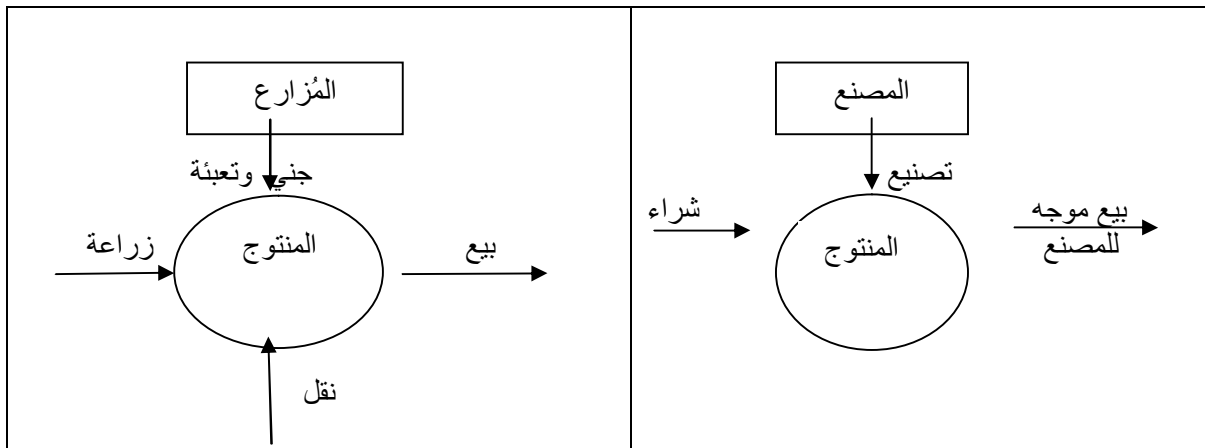 المُزارع
جني وتعبئة
زراعة
المنتوج
بيع
نقل
المصنع
تصنيع
شراء
المنتوج
بيع موجه
للمصنع